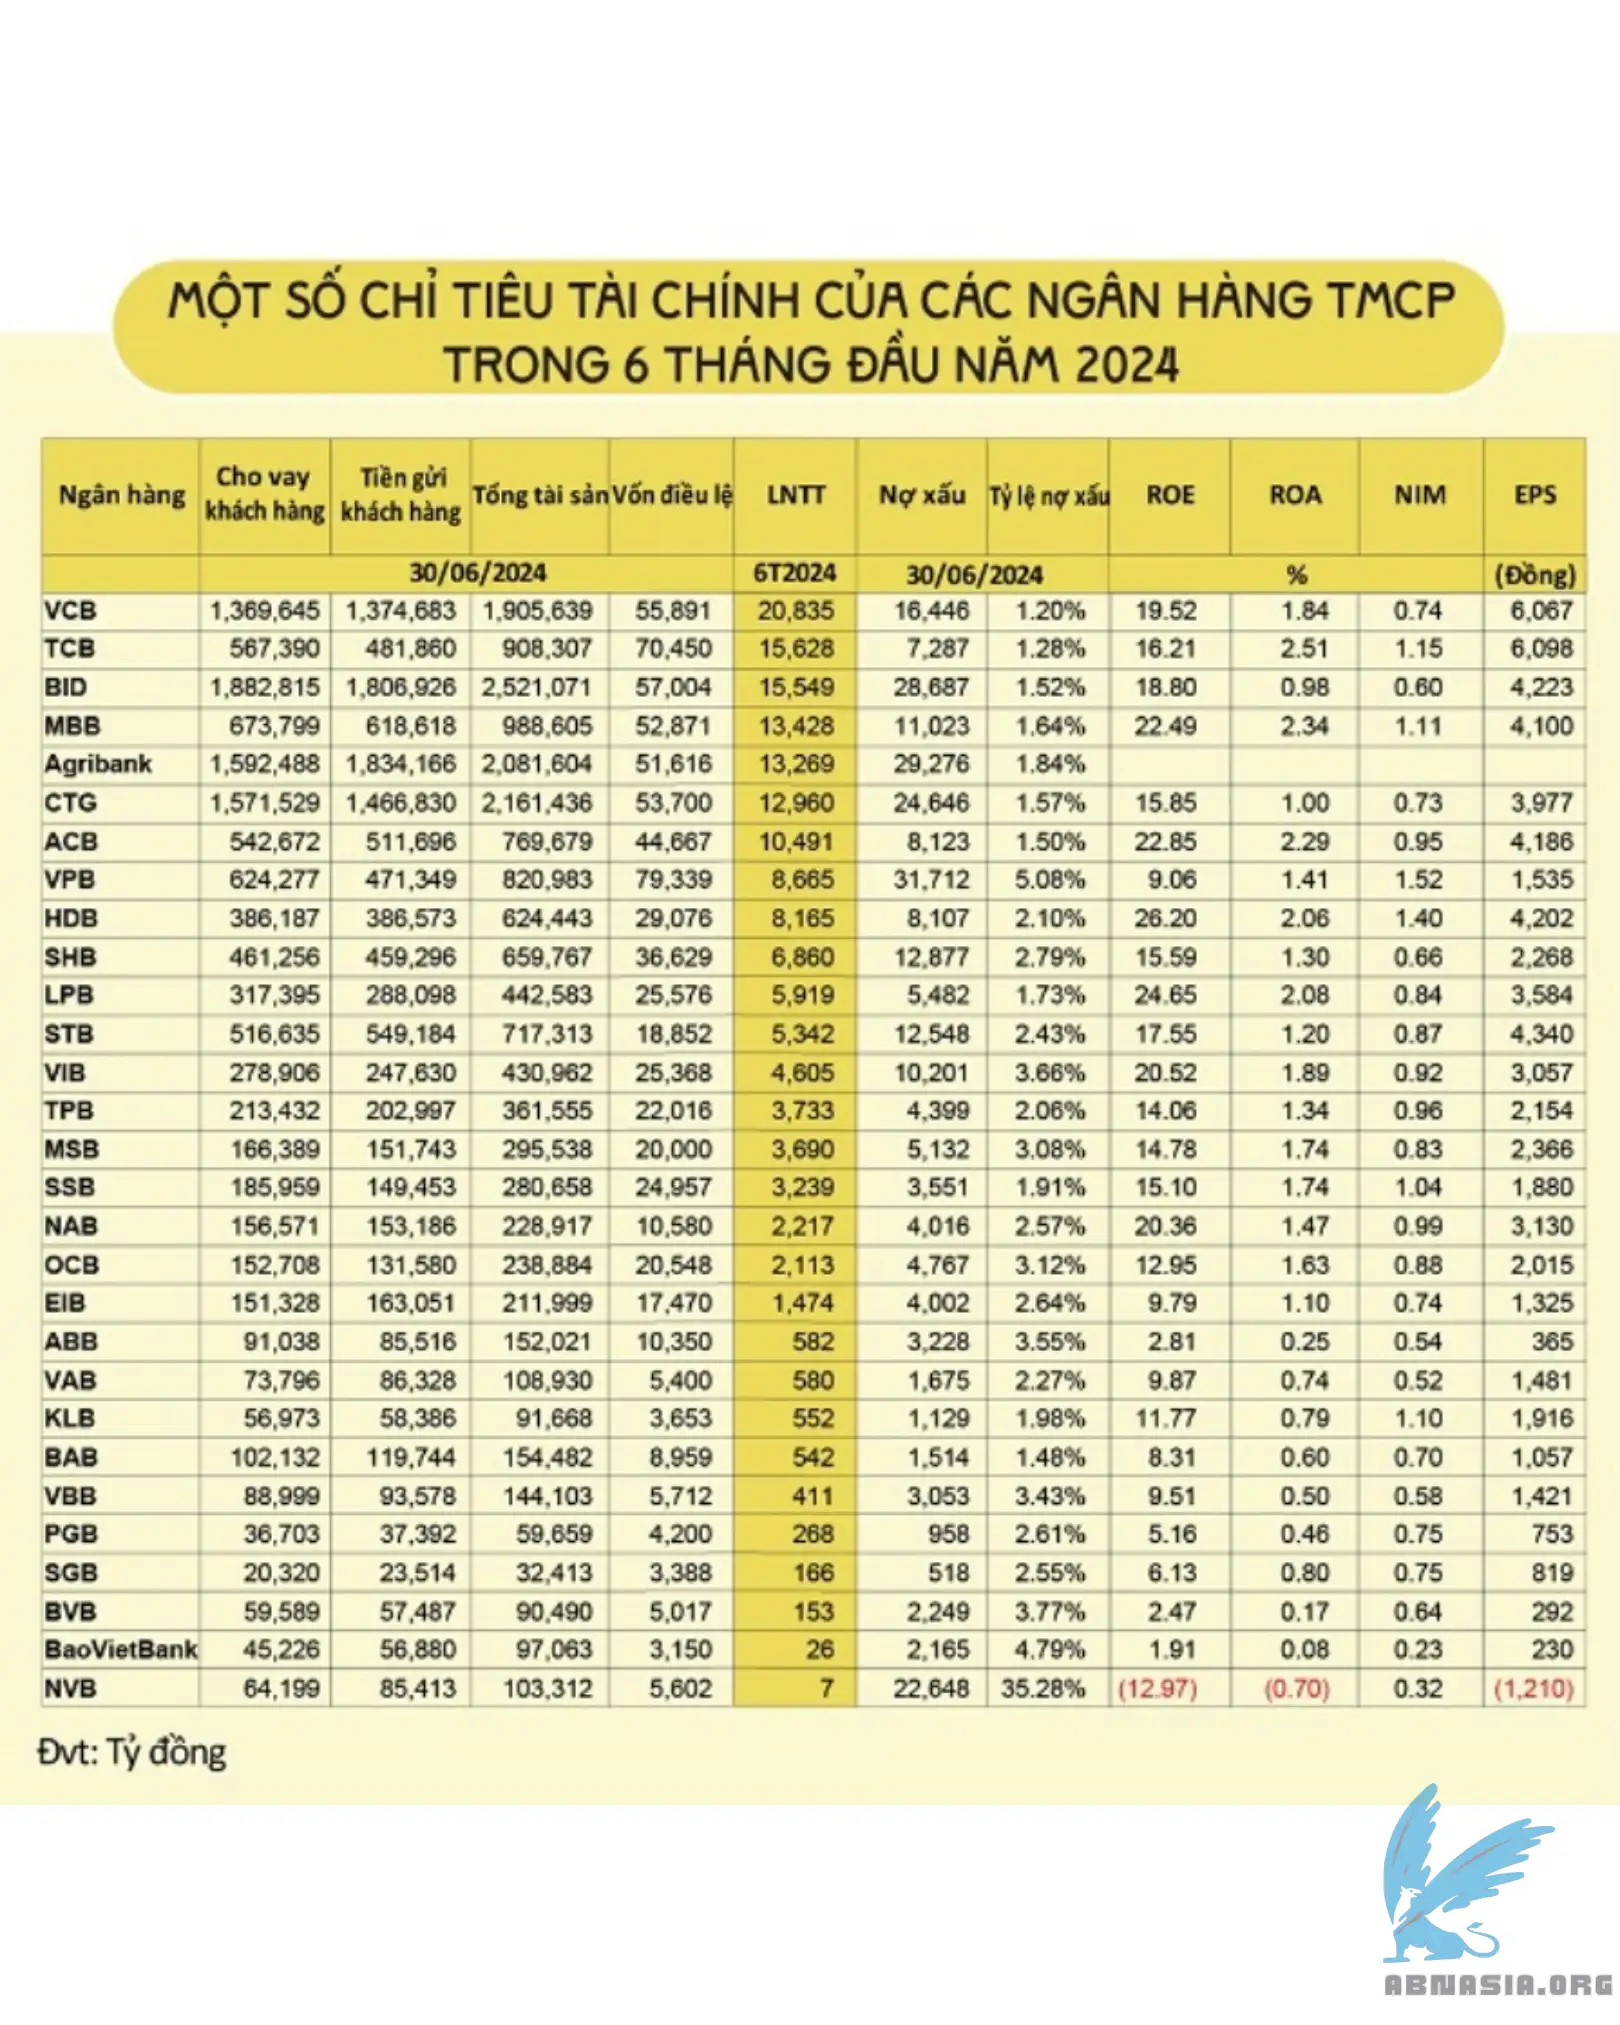 MỘT SỐ CHỈ TIÊU TÀI CHÍNH CỦA CÁC NGÂN HÀNG TMCP
TRONG 6 THÁNG ĐẦU NĂM 2024
Ngân hàng Cho vay khách hàng Tiền gửi khách hàng Tổng tài sản Vốn điều lệ LNTT Nợ xấu Tỷ lệ nợ xấu ROE ROA NIM EPS
30/06/2024 6T2024 30/06/2024 % (Đồng)
VCB 1,369,645 1,374,683 1,905,639 55,891 20,835 16,446 1.20% 19.52 1.84 0.74 6,067
TCB 567,390 481,860 908,307 70,450 15,628 7,287 1.28% 16.21 2.51 1.15 6,098
BID 1,882,815 1,806,926 2,521,071 57,004 15,549 28,687 1.52% 18.80 0.98 0.60 4,223
MBB 673,799 618,618 988,605 52,871 13,428 11,023 1.64% 22.49 2.34 1.11 4,100
Agribank 1,592,488 1,834,166 2,081,604 51,616 13,269 29,276 1.84%
CTG 1,571,529 1,466,830 2,161,436 53,700 12,960 24,646 1.57% 15.85 1.00 0.73 3,977
ACB 542,672 511,696 769,679 44,667 10,491 8,123 1.50% 22.85 2.29 0.95 4,186
VPB 624,277 471,349 820,983 79,339 8,665 31,712 5.08% 9.06 1.41 1.52 1,535
HDB 386,187 386,573 624,443 29,076 8,165 8,107 2.10% 26.20 2.06 1.40 4,202
SHB 461,256 459,296 659,767 36,629 6,860 12,877 2.79% 15.59 1.30 0.66 2,268
LPB 317,395 288,098 442,583 25,576 5,919 5,482 1.73% 24.65 2.08 0.84 3,584
STB 516,635 549,184 717,313 18,852 5,342 12,548 2.43% 17.55 1.20 0.87 4,340
VIB 278,906 247,630 430,962 25,368 4,605 10,201 3.66% 20.52 1.89 0.92 3,057
TPB 213,432 202,997 361,555 22,016 3,733 4,399 2.06% 14.06 1.34 0.96 2,154
MSB 166,389 151,743 295,538 20,000 3,690 5,132 3.08% 14.78 1.74 0.83 2,366
SSB 185,959 149,453 280,658 24,957 3,239 3,551 1.91% 15.10 1.74 1.04 1,880
NAB 156,571 153,186 228,917 10,580 2,217 4,016 2.57% 20.36 1.47 0.99 3,130
OCB 152,708 131,580 238,884 20,548 2,113 4,767 3.12% 12.95 1.63 0.88 2,015
EIB 151,328 163,051 211,999 17,470 1,474 4,002 2.64% 9.79 1.10 0.74 1,325
ABB 91,038 85,516 152,021 10,350 582 3,228 3.55% 2.81 0.25 0.54 365
VAB 73,796 86,328 108,930 5,400 580 1,675 2.27% 9.87 0.74 0.52 1,481
KLB 56,973 58,386 91,668 3,653 552 1,129 1.98% 11.77 0.79 1.10 1,916
BAB 102,132 119,744 154,482 8,959 542 1,514 1.48% 8.31 0.60 0.70 1,057
VBB 88,999 93,578 144,103 5,712 411 3,053 3.43% 9.51 0.50 0.58 1,421
PGB 36,703 37,392 59,659 4,200 268 958 2.61% 5.16 0.46 0.75 753
SGB 20,320 23,514 32,413 3,388 166 518 2.55% 6.13 0.80 0.75 819
BVB 59,589 57,487 90,490 5,017 153 2,249 3.77% 2.47 0.17 0.64 292
BaoVietBank 45,226 56,880 97,063 3,150 26 2,165 4.79% 1.91 0.08 0.23 230
NVB 64,199 85,413 103,312 5,602 7 22,648 35.28% (12.97) (0.70) 0.32 (1,210)
Đvt: Tỷ đồng
ABNASIA.ORG